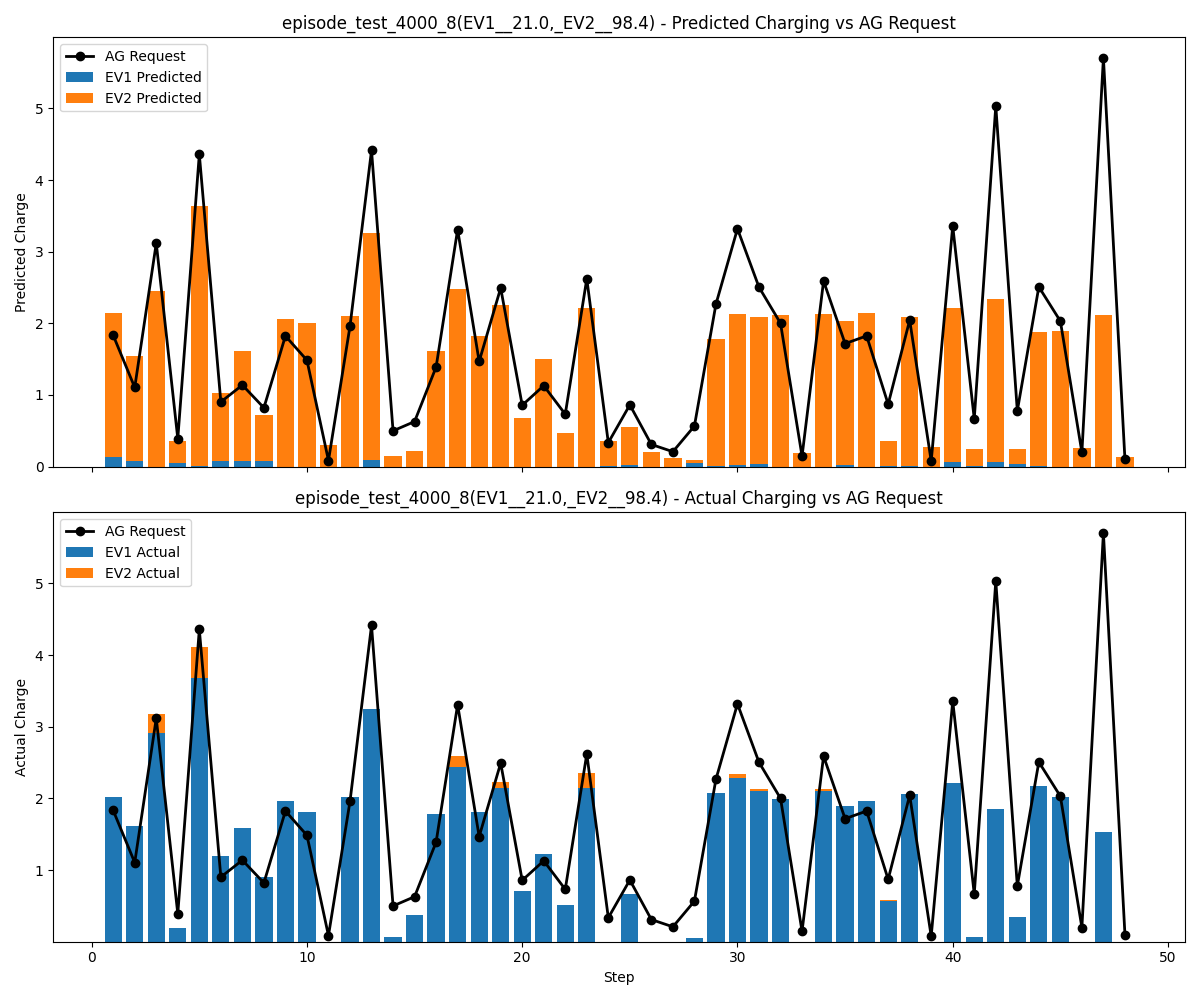 episode_test_4000_8(EV1__21.0,_EV2__98.4) - Predicted Charging vs AG Request
AG Request
EV1 Predicted
EV2 Predicted
Predicted Charge
5
4
3
2
1
0
episode_test_4000_8(EV1__21.0,_EV2__98.4) - Actual Charging vs AG Request
AG Request
EV1 Actual
EV2 Actual
Actual Charge
5
4
3
2
1
0 10 20 30 40 50
Step